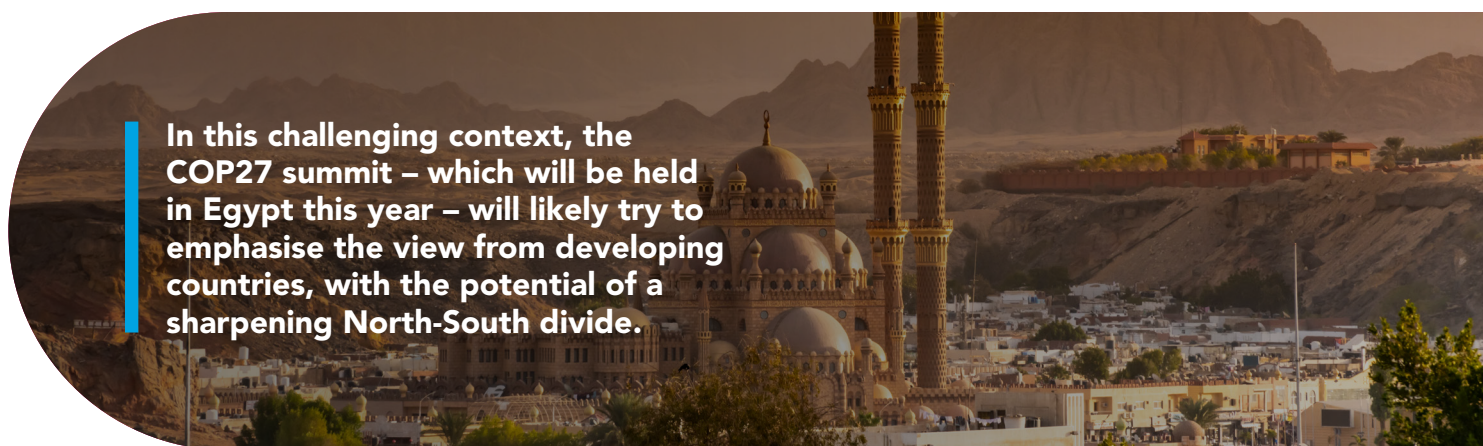 In this challenging context, the
COP27 summit – which will be held
in Egypt this year – will likely try to
emphasise the view from developing
countries, with the potential of a
sharpening North-South divide.